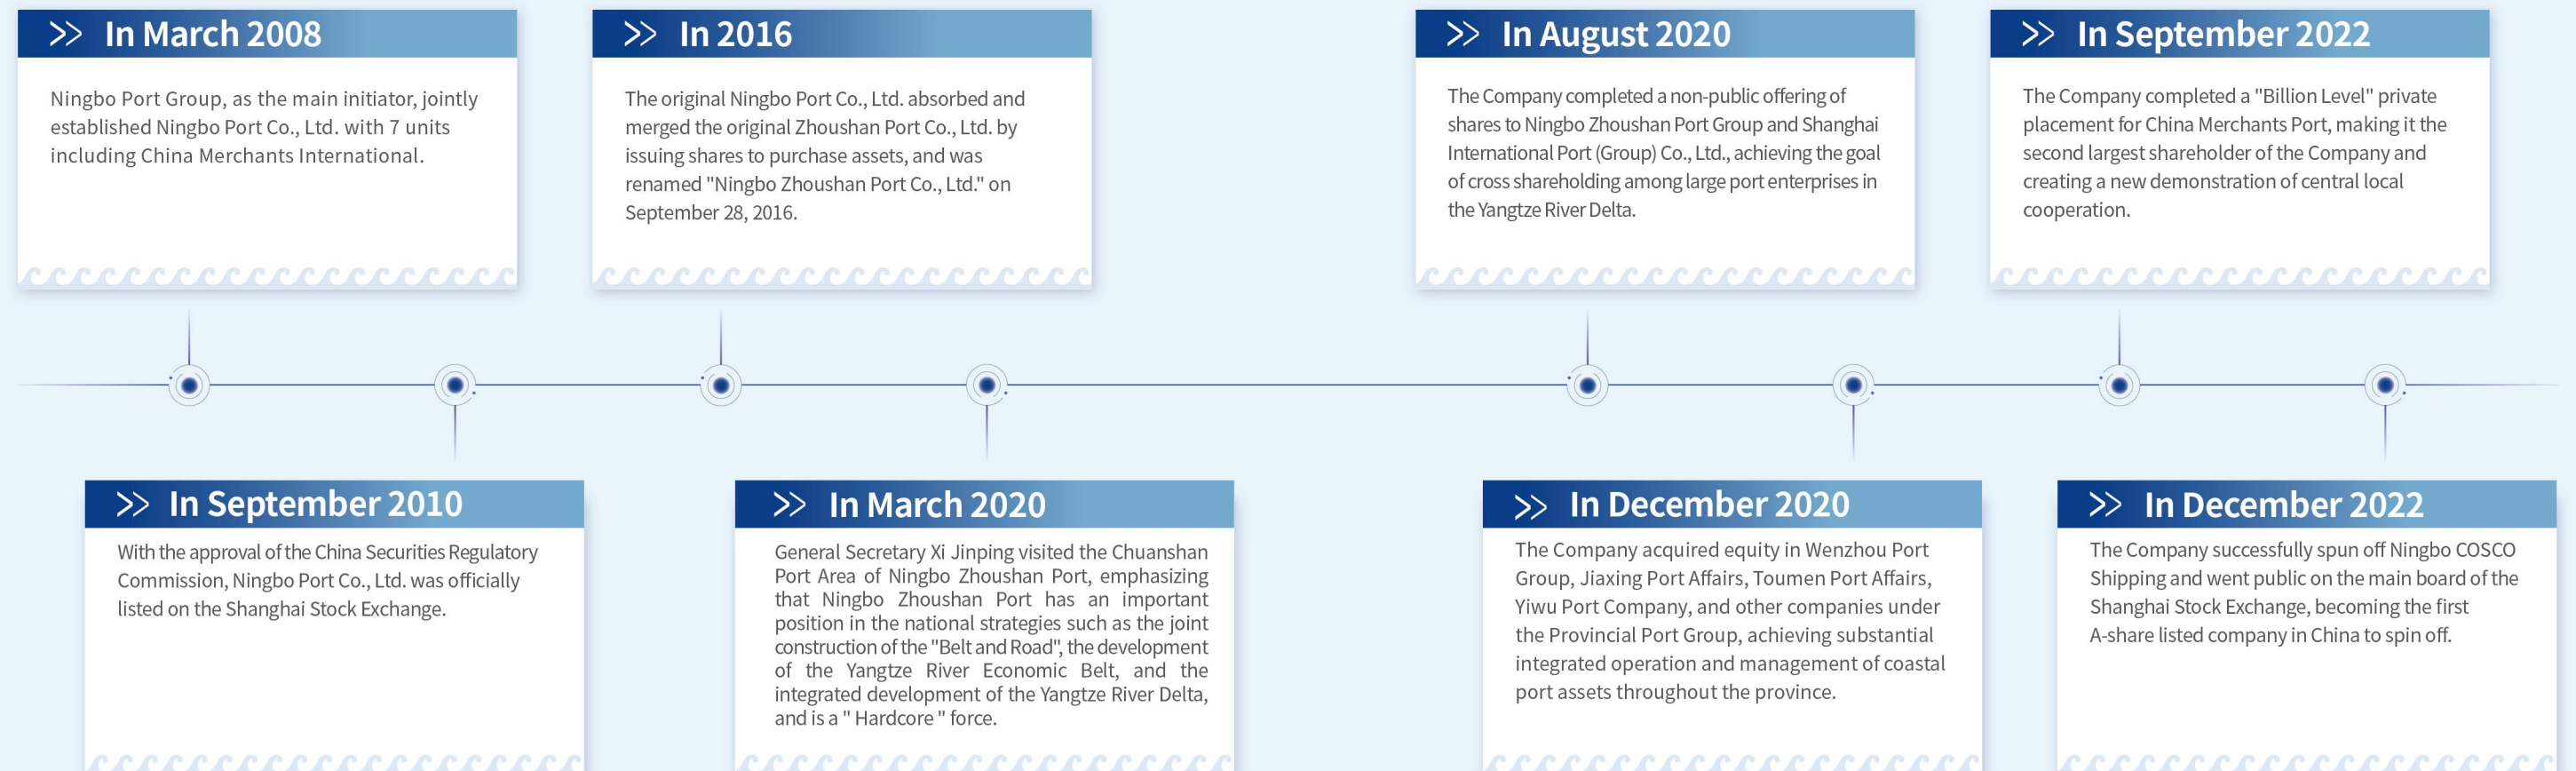 In March 2008
Ningbo Port Group, as the main initiator, jointly
established Ningbo Port Co., Ltd. with 7 units
including China Merchants International.
In 2016
The original Ningbo Port Co., Ltd. absorbed and
merged the original Zhoushan Port Co., Ltd. by
issuing shares to purchase assets, and was
renamed "Ningbo Zhoushan Port Co., Ltd." on
September 28, 2016.
In August 2020
The Company completed a non-public offering of
shares to Ningbo Zhoushan Port Group and Shanghai
International Port (Group) Co., Ltd., achieving the goal
of cross shareholding among large port enterprises in
the Yangtze River Delta.
In September 2022
The Company completed a "Billion Level" private
placement for China Merchants Port, making it the
second largest shareholder of the Company and
creating a new demonstration of central local
cooperation.
In September 2010
With the approval of the China Securities Regulatory
Commission, Ningbo Port Co., Ltd. was officially
listed on the Shanghai Stock Exchange.
In March 2020
General Secretary Xi Jinping visited the Chuanshan
Port Area of Ningbo Zhoushan Port, emphasizing
that Ningbo Zhoushan Port has an important
position in the national strategies such as the joint
construction of the "Belt and Road", the development
of the Yangtze River Economic Belt, and the
integrated development of the Yangtze River Delta,
and is a " Hardcore " force.
In December 2020
The Company acquired equity in Wenzhou Port
Group, Jiaxing Port Affairs, Toumen Port Affairs,
Yiwu Port Company, and other companies under
the Provincial Port Group, achieving substantial
integrated operation and management of coastal
port assets throughout the province.
In December 2022
The Company successfully spun off Ningbo COSCO
Shipping and went public on the main board of the
Shanghai Stock Exchange, becoming the first
A-share listed company in China to spin off.